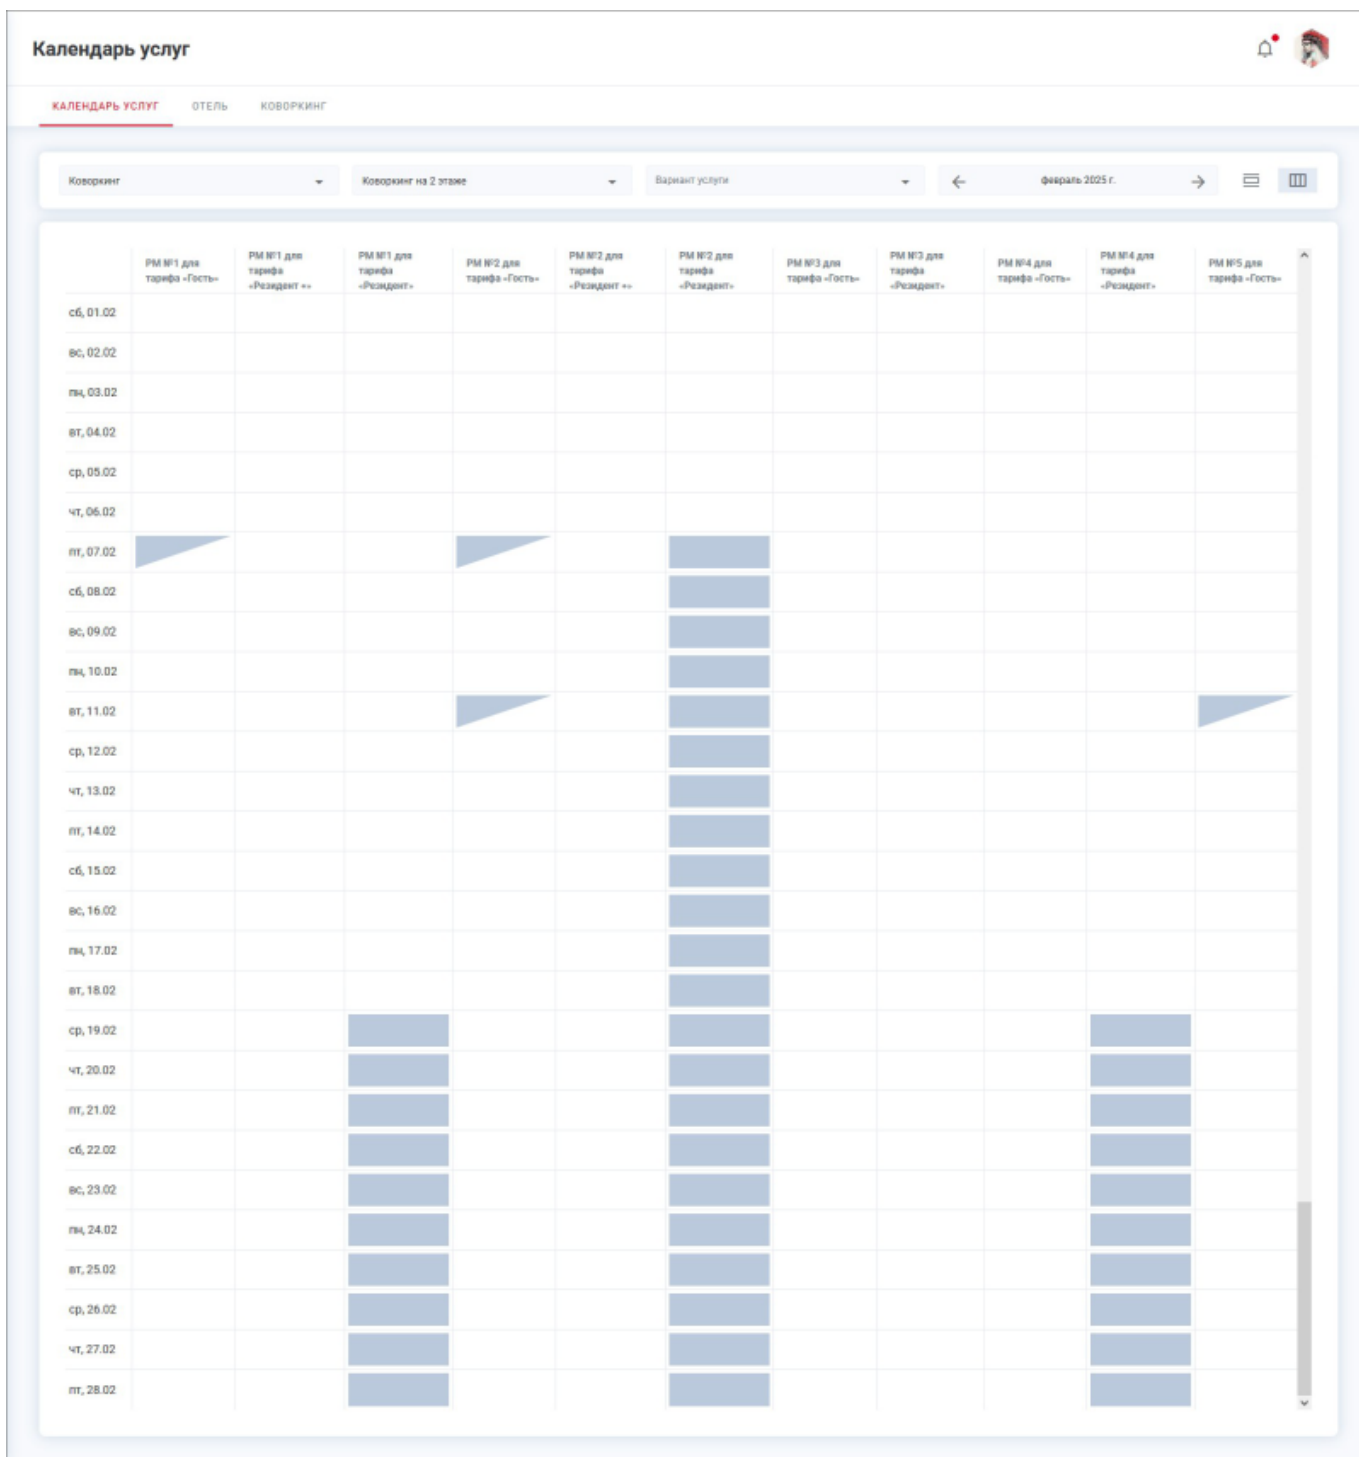 Календарь услуг
КАЛЕНДАРЬ УСЛУГ ОТЕЛЬ КОВОРКИНГ
Коворкинг Коворкинг на 2 этаже Вариант услуги февраль 2025 г.
РМ №1 для тарифа «Гость»
РМ №1 для тарифа «Резидент +»
РМ №1 для тарифа «Резидент»
РМ №2 для тарифа «Гость»
РМ №2 для тарифа «Резидент +»
РМ №2 для тарифа «Резидент»
РМ №3 для тарифа «Гость»
РМ №3 для тарифа «Резидент»
РМ №4 для тарифа «Гость»
РМ №4 для тарифа «Резидент»
РМ №5 для тарифа «Гость»
сб, 01.02
вс, 02.02
пн, 03.02
вт, 04.02
ср, 05.02
чт, 06.02
пт, 07.02
сб, 08.02
вс, 09.02
пн, 10.02
вт, 11.02
ср, 12.02
чт, 13.02
пт, 14.02
сб, 15.02
вс, 16.02
пн, 17.02
вт, 18.02
ср, 19.02
чт, 20.02
пт, 21.02
сб, 22.02
вс, 23.02
пн, 24.02
вт, 25.02
ср, 26.02
чт, 27.02
пт, 28.02